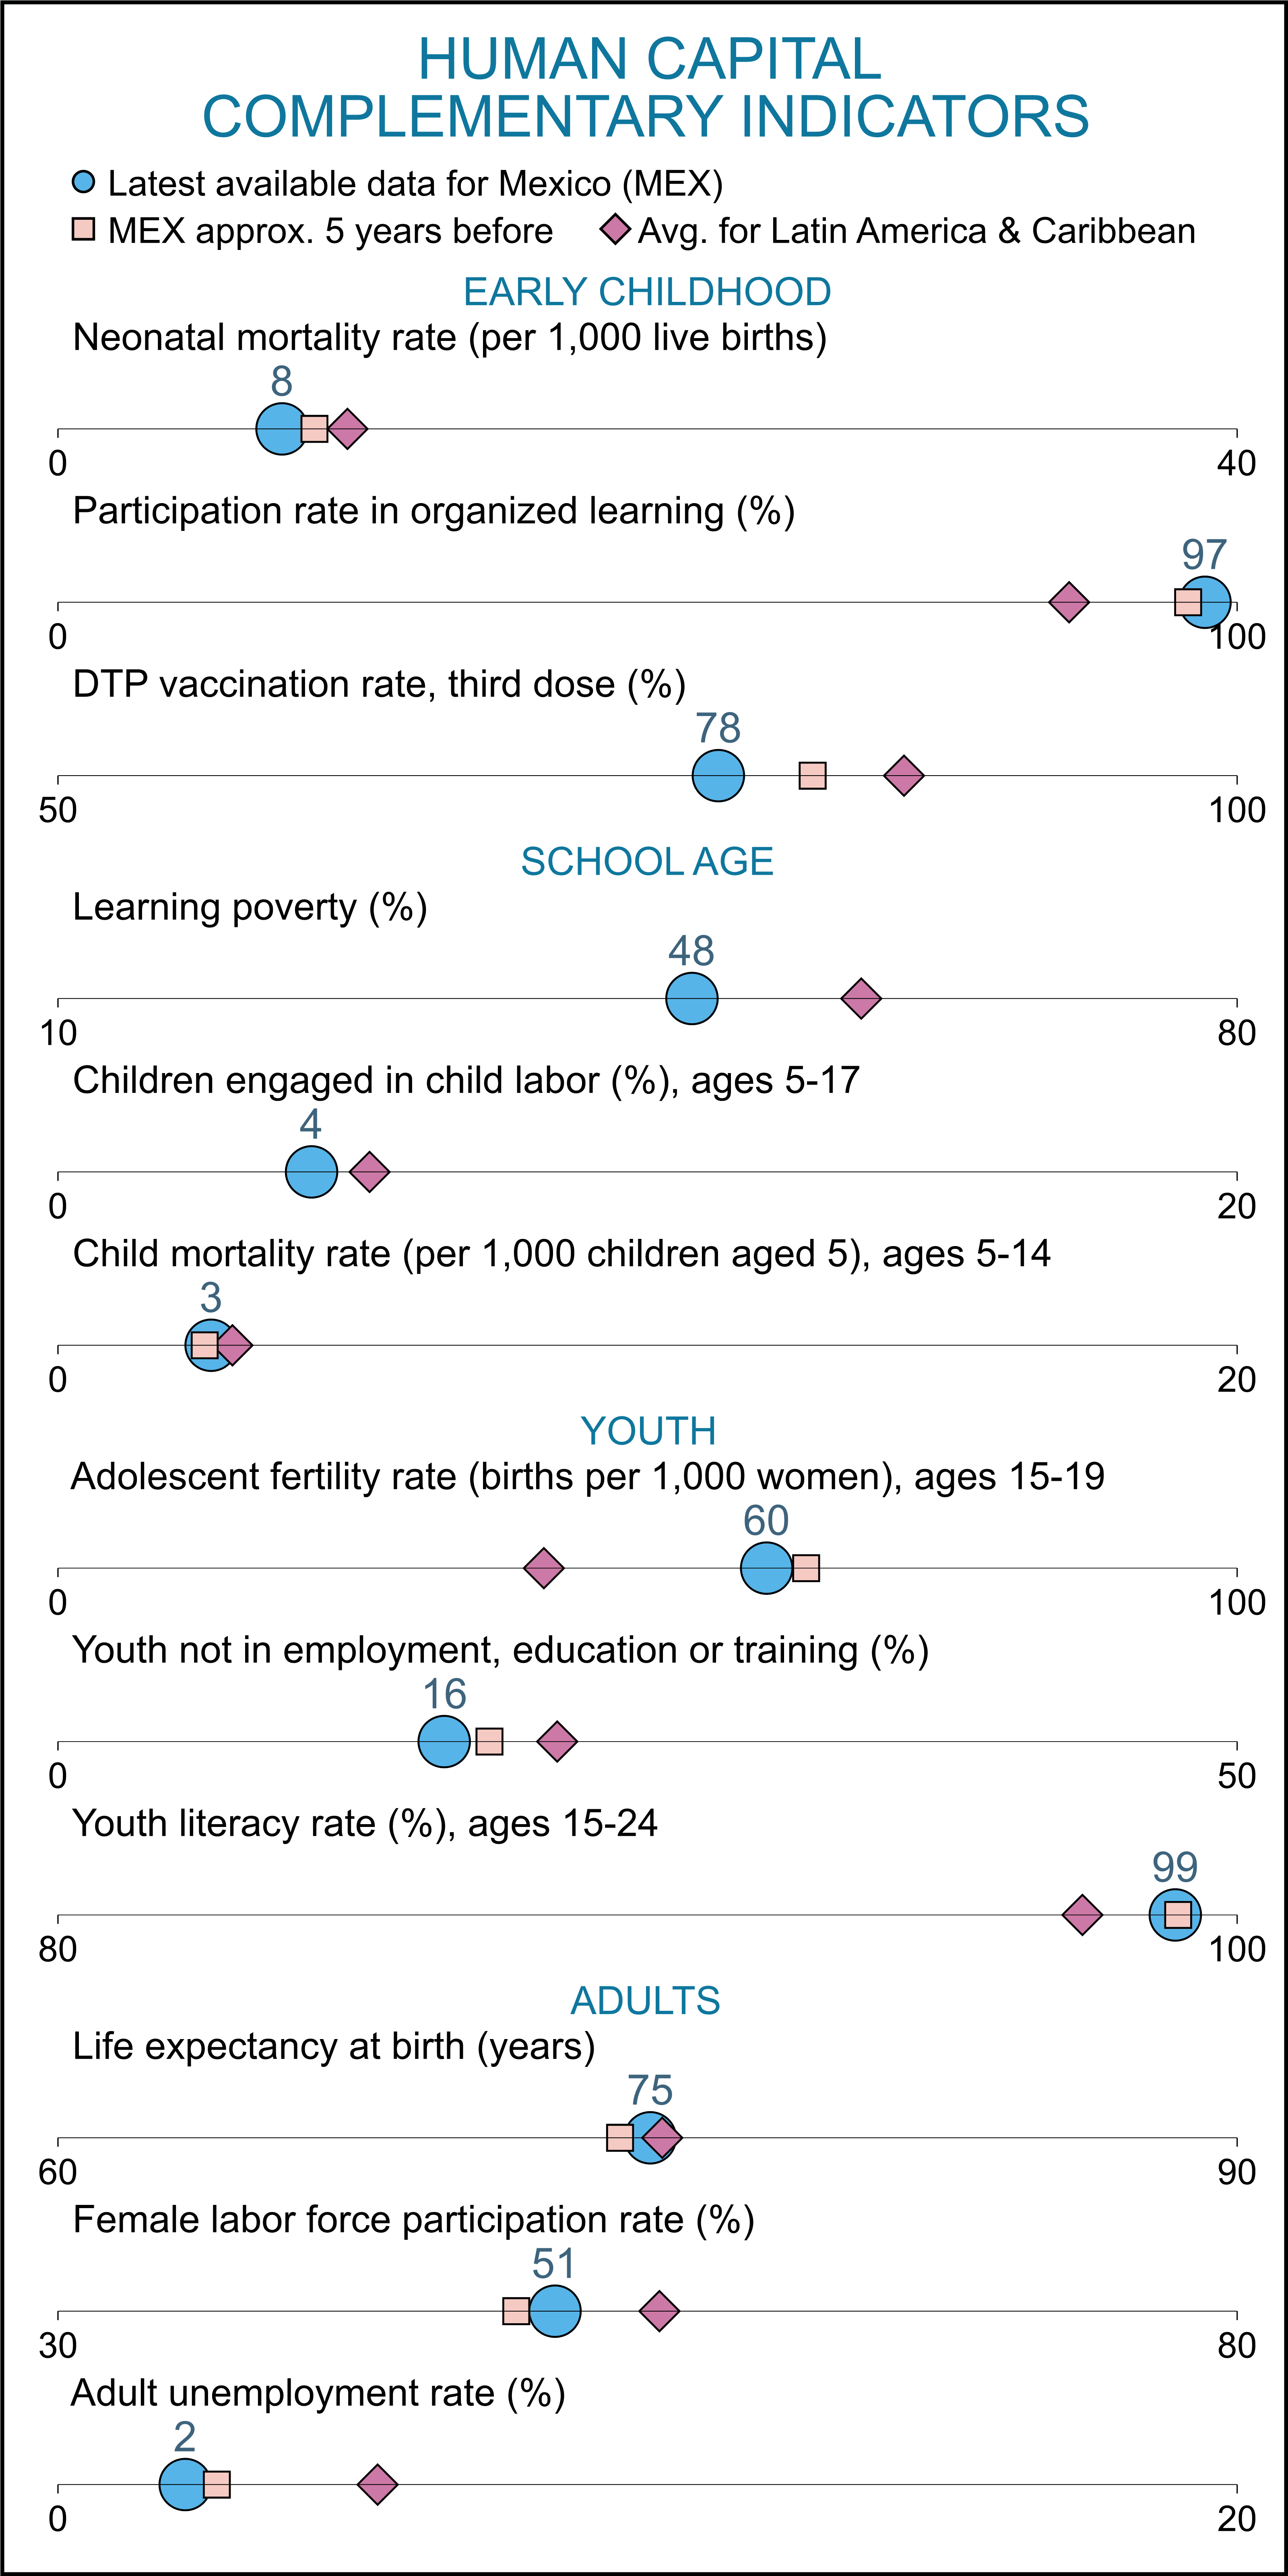 HUMAN CAPITAL
COMPLEMENTARY INDICATORS
Latest available data for Mexico (MEX)
MEX approx. 5 years before
Avg. for Latin America & Caribbean
EARLY CHILDHOOD
Neonatal mortality rate (per 1,000 live births)
8
0 40
Participation rate in organized learning (%)
97
0 100
DTP vaccination rate, third dose (%)
78
50 100
SCHOOL AGE
Learning poverty (%)
48
10 80
Children engaged in child labor (%), ages 5-17
4
0 20
Child mortality rate (per 1,000 children aged 5), ages 5-14
3
0 20
YOUTH
Adolescent fertility rate (births per 1,000 women), ages 15-19
60
0 100
Youth not in employment, education or training (%)
16
0 50
Youth literacy rate (%), ages 15-24
99
80 100
ADULTS
Life expectancy at birth (years)
75
60 90
Female labor force participation rate (%)
51
30 80
Adult unemployment rate (%)
2
0 20